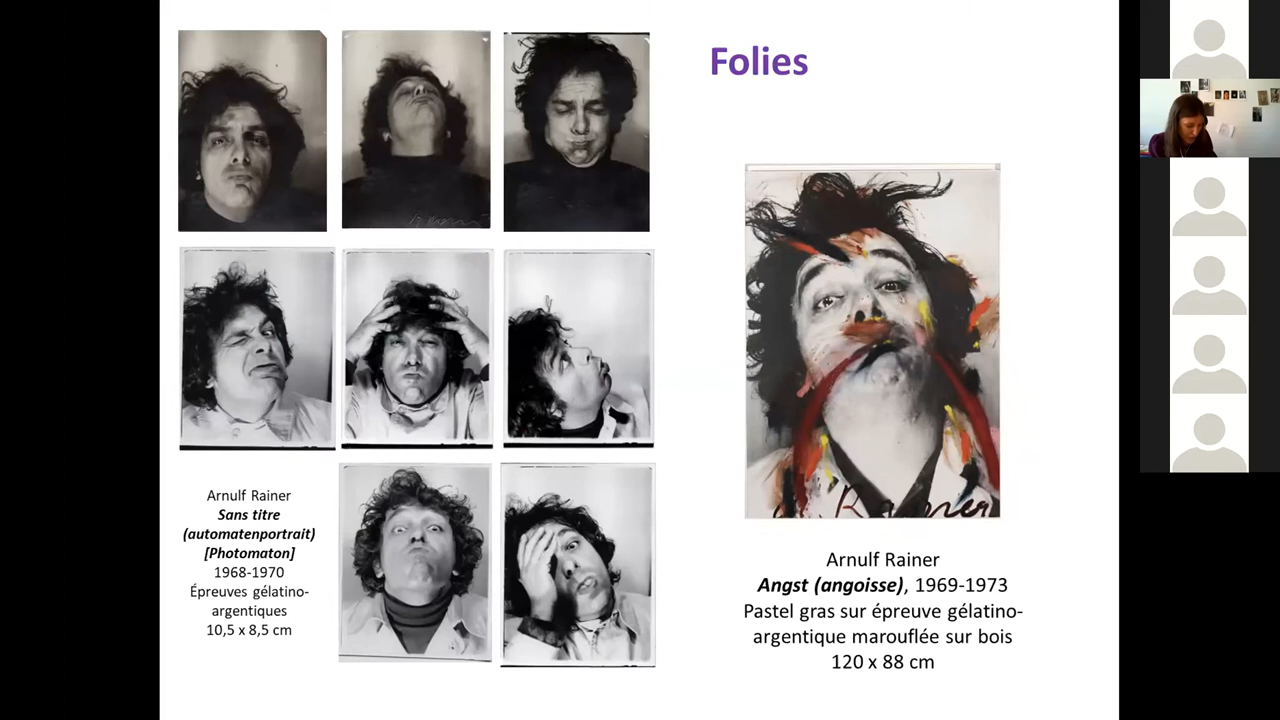 Folies
Arnulf Rainer
Sans titre
(automatenportrait)
[Photomaton]
1968-1970
Épreuves gélatino-
argentiques
10,5 x 8,5 cm
Rainer
Arnulf Rainer
Angst (angoisse), 1969-1973
Pastel gras sur épreuve gélatino-
argentique marouflée sur bois
120 x 88 cm